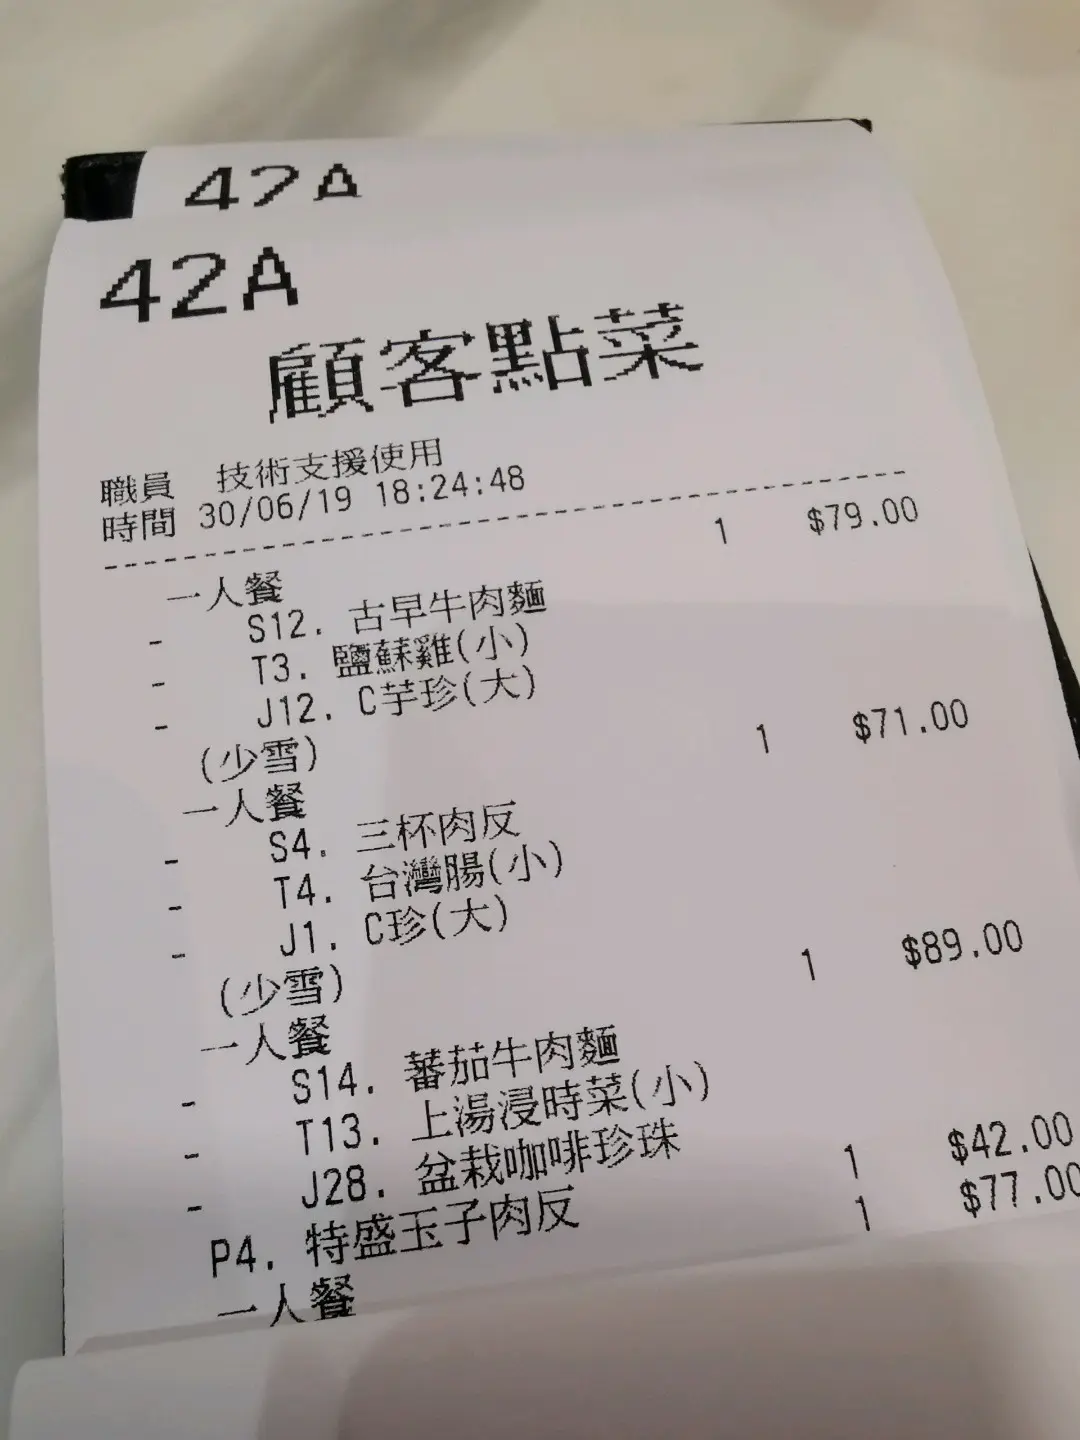 42A
42A
顧客點菜
職員 技術支援使用
時間 30/06/19 18:24:48
--------------------------------
一人餐 1 $79.00
- S12. 古早牛肉麵
- T3. 鹽蘇雞(小)
- J12. C芋珍(大)
(少雪)
一人餐 1 $71.00
- S4. 三杯肉反
- T4. 台灣腸(小)
- J1. C珍(大)
(少雪)
一人餐 1 $89.00
- S14. 蕃茄牛肉麵
- T13. 上湯浸時菜(小)
- J28. 盆栽咖啡珍珠
P4. 特盛玉子肉反 1 $42.00
一人餐 1 $77.00